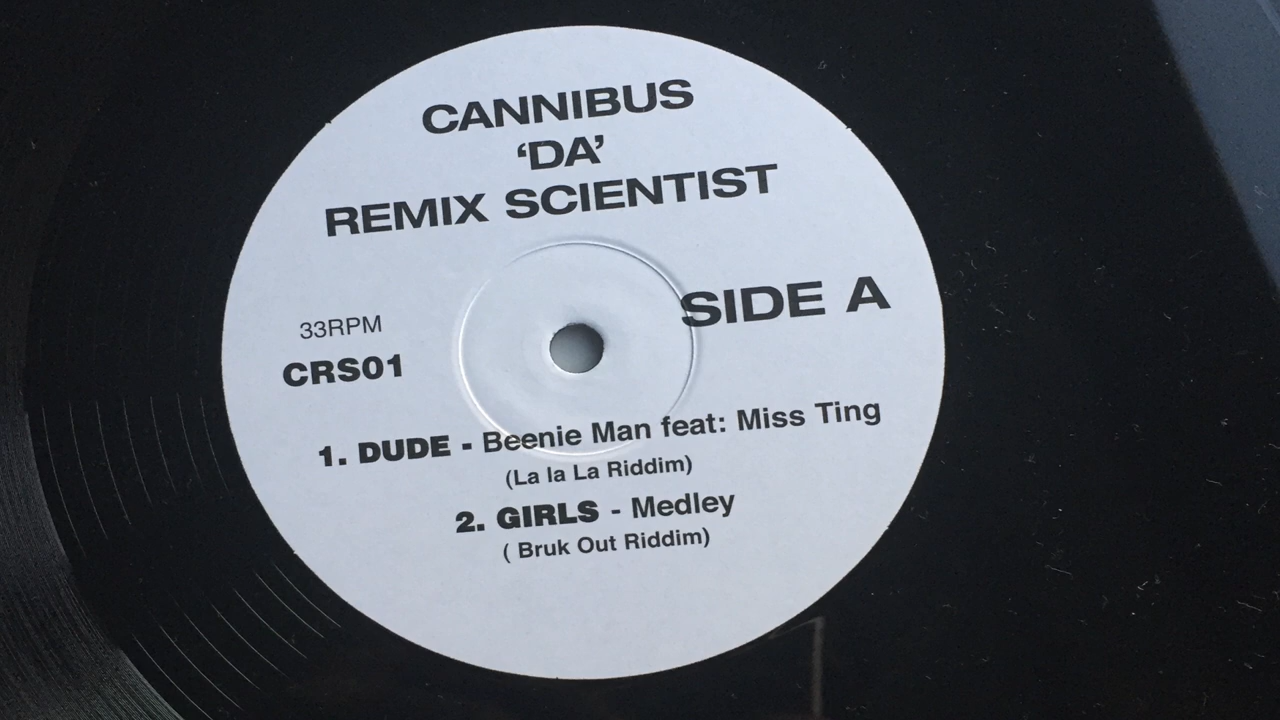 CANNIBUS
‘DA’
REMIX SCIENTIST
SIDE A
33RPM
CRS01
1. DUDE - Beenie Man feat: Miss Ting
(La la La Riddim)
2. GIRLS - Medley
( Bruk Out Riddim)